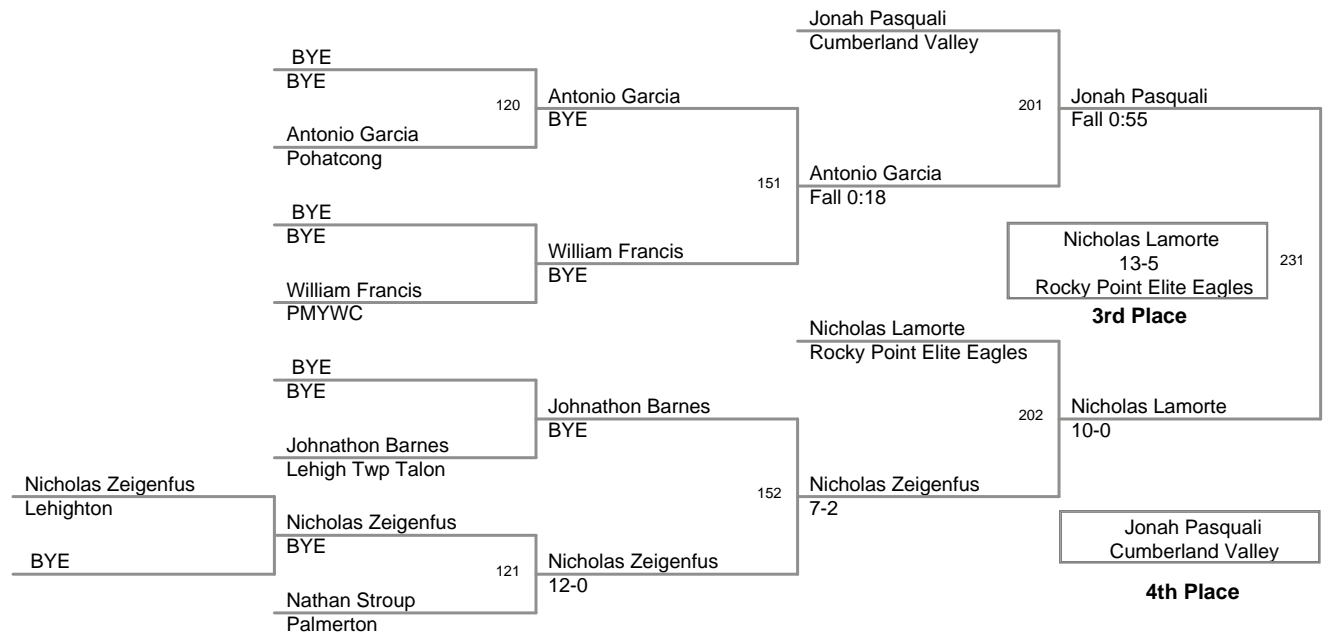 Jonah Pasquali
Cumberland Valley
BYE
BYE
120
Antonio Garcia
BYE
201
Jonah Pasquali
Fall 0:55
Antonio Garcia
Pohatcong
151
Antonio Garcia
Fall 0:18
BYE
BYE
William Francis
BYE
Nicholas Lamorte
13-5
Rocky Point Elite Eagles
231
3rd Place
William Francis
PMYWC
Nicholas Lamorte
Rocky Point Elite Eagles
BYE
BYE
Johnathon Barnes
BYE
202
Nicholas Lamorte
10-0
Johnathon Barnes
Lehigh Twp Talon
Nicholas Zeigenfus
Lehighton
152
Nicholas Zeigenfus
7-2
Nicholas Zeigenfus
BYE
Jonah Pasquali
Cumberland Valley
BYE
121
Nicholas Zeigenfus
12-0
4th Place
Nathan Stroup
Palmerton